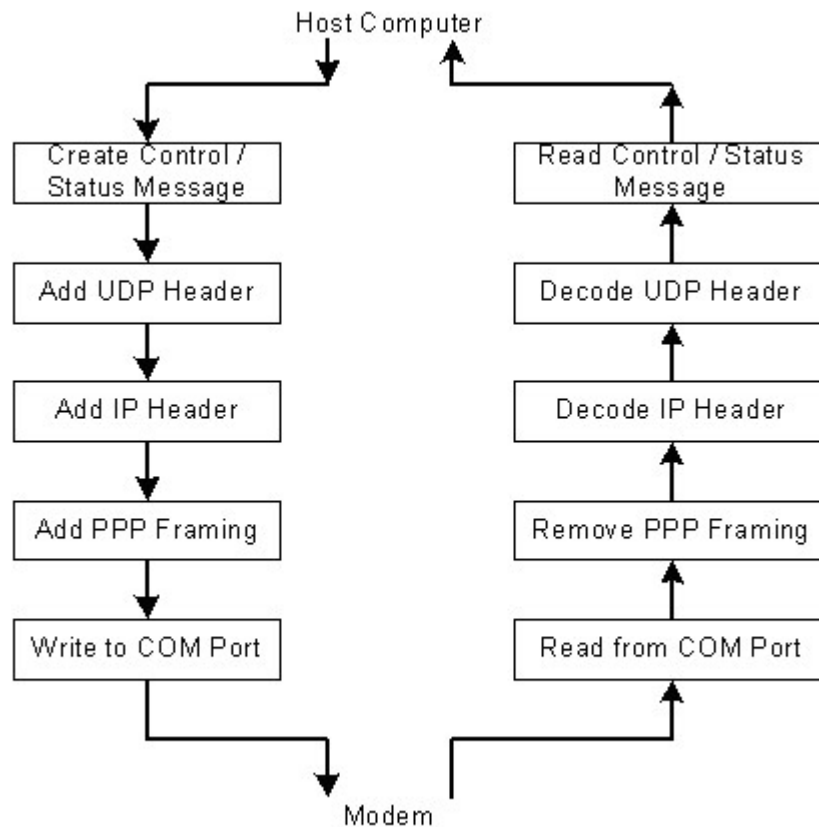 Host Computer
Create Control /
Status Message
Read Control / Status
Message
Add UDP Header
Decode UDP Header
Add IP Header
Decode IP Header
Add PPP Framing
Remove PPP Framing
Write to COM Port
Read from COM Port
Modem